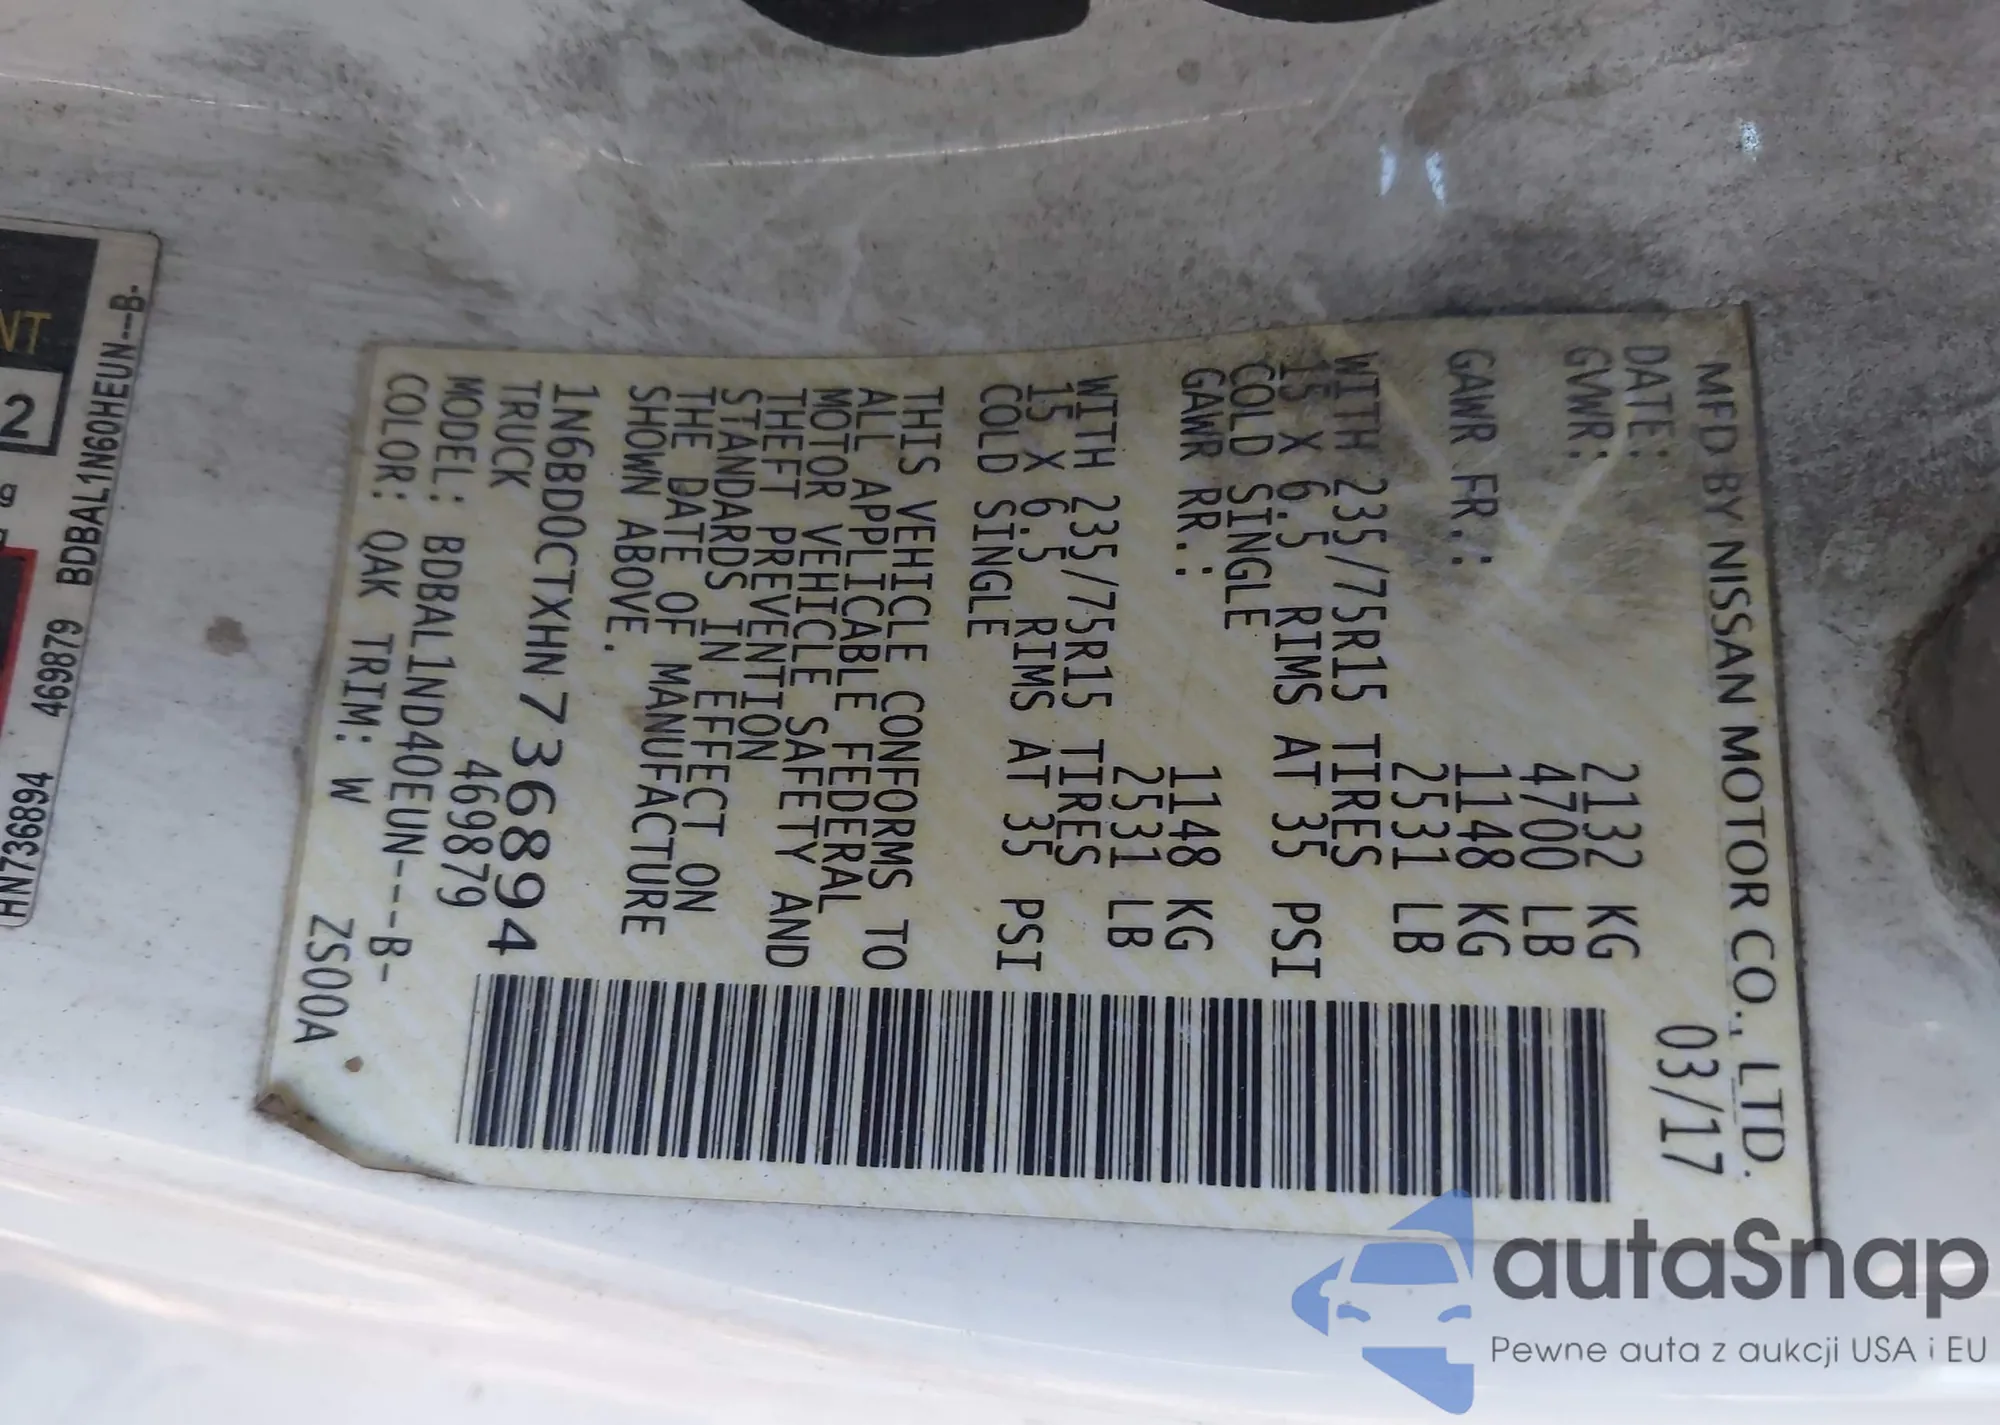 MFD BY NISSAN MOTOR CO., LTD.
DATE: 03/17
GVWR: 2132 KG
4700 LB
GAWR FR.: 1148 KG
2531 LB
WITH 235/75R15 TIRES
15 X 6.5 RIMS AT 35 PSI
COLD SINGLE
GAWR RR.: 1148 KG
2531 LB
WITH 235/75R15 TIRES
15 X 6.5 RIMS AT 35 PSI
COLD SINGLE
THIS VEHICLE CONFORMS TO
ALL APPLICABLE FEDERAL
MOTOR VEHICLE SAFETY AND
THEFT PREVENTION
STANDARDS IN EFFECT ON
THE DATE OF MANUFACTURE
SHOWN ABOVE.
1N6BD0CTXHN736894
TRUCK 469879
MODEL: BDBAL1ND40EUN---B-
COLOR: QAK TRIM: W ZS00A
NT
2
HN736894 469879 BDBAL1N60HEUN---B-
autaSnap
Pewne auta z aukcji USA i EU